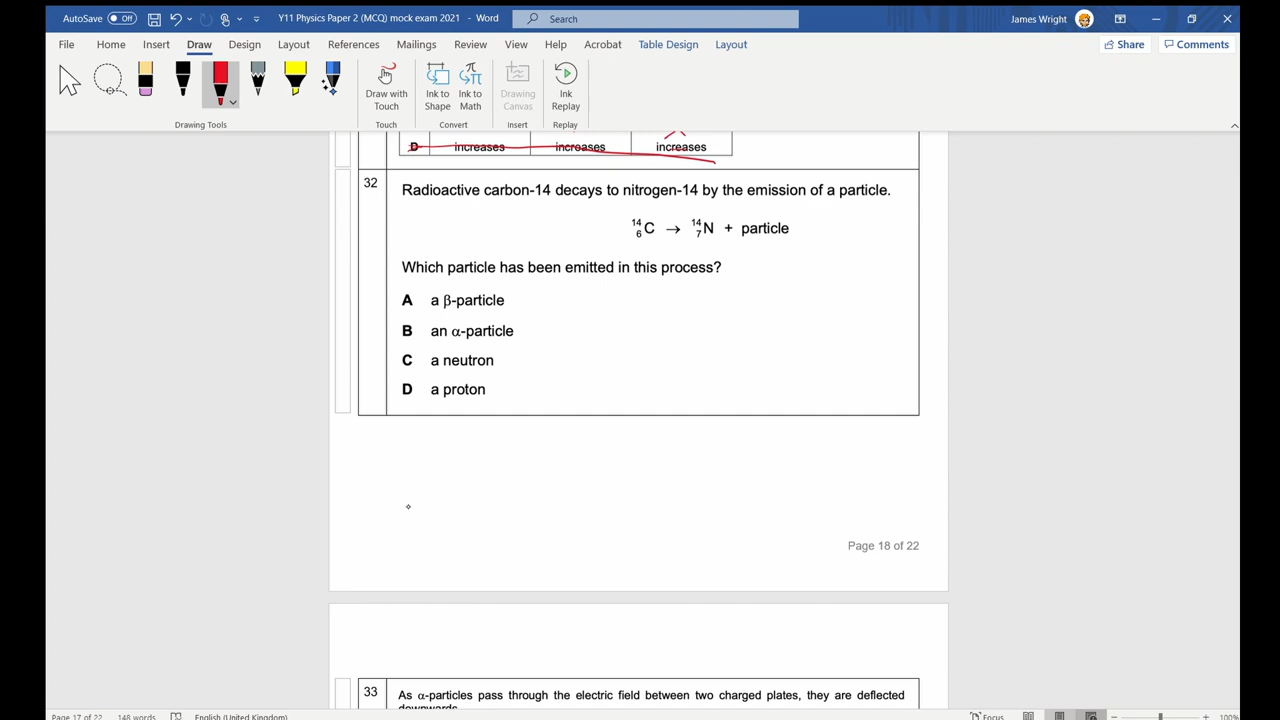 AutoSave Off Y11 Physics Paper 2 (MCQ) mock exam 2021 - Word Search James Wright
File Home Insert Draw Design Layout References Mailings Review View Help Acrobat Table Design Layout Share Comments
Draw with Touch
Ink to Shape
Ink to Math
Drawing Canvas
Ink Replay
Drawing Tools Touch Convert Insert Replay
D increases increases increases
32 Radioactive carbon-14 decays to nitrogen-14 by the emission of a particle.
¹⁴₆C → ¹⁴₇N + particle
Which particle has been emitted in this process?
A a β-particle
B an α-particle
C a neutron
D a proton
Page 18 of 22
33 As α-particles pass through the electric field between two charged plates, they are deflected
downwards.
Page 17 of 22 148 words English (United Kingdom) Focus 100%